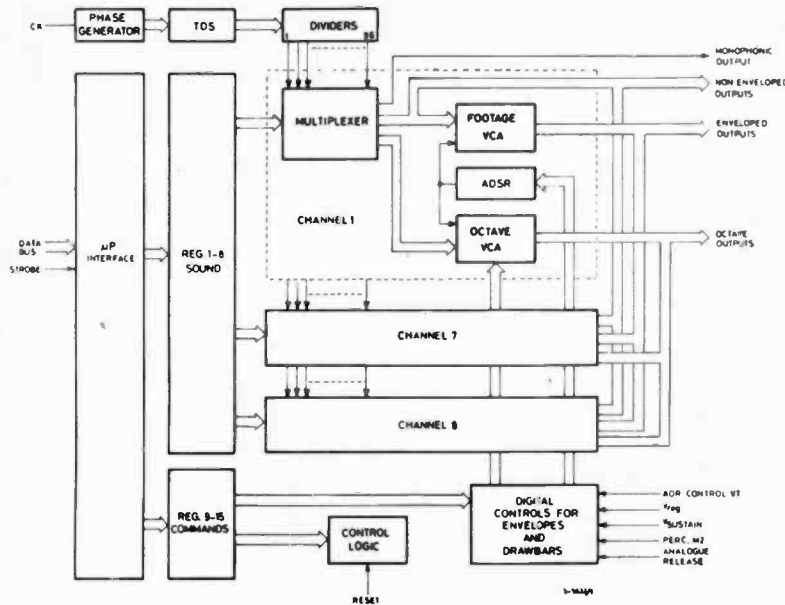 CK
PHASE
GENERATOR
TOS
DIVIDERS
1
96
MONOPHONIC
OUTPUT
NON ENVELOPED
OUTPUTS
ENVELOPED
OUTPUTS
MULTIPLEXER
FOOTAGE
VCA
ADSR
CHANNEL 1
OCTAVE
VCA
OCTAVE
OUTPUTS
DATA
BUS
STROBE
µP
INTERFACE
REG. 1-8
SOUND
CHANNEL 7
CHANNEL 8
REG. 9-15
COMMANDS
CONTROL
LOGIC
RESET
DIGITAL
CONTROLS FOR
ENVELOPES
AND
DRAWBARS
ADR CONTROL VT
Vreg
VSUSTAIN
PERC. M2
ANALOGUE
RELEASE